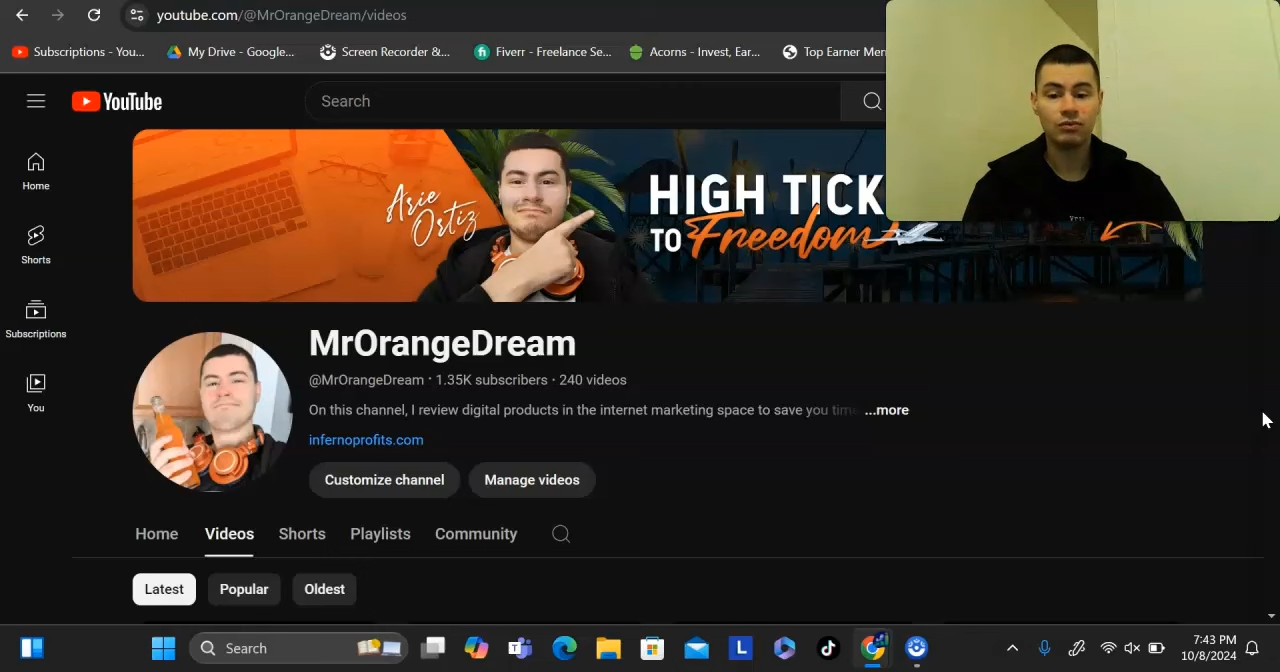 youtube.com/@MrOrangeDream/videos
Subscriptions - You...
My Drive - Google...
Screen Recorder &...
Fiverr - Freelance Se...
Acorns - Invest, Ear...
Top Earner Men
YouTube
Search
Arie
Ortiz
HIGH TICK
TO Freedom
Home
Shorts
Subscriptions
You
MrOrangeDream
@MrOrangeDream · 1.35K subscribers · 240 videos
On this channel, I review digital products in the internet marketing space to save you time ...more
infernoprofits.com
Customize channel
Manage videos
Home
Videos
Shorts
Playlists
Community
Latest
Popular
Oldest
Search
L
7:43 PM
10/8/2024